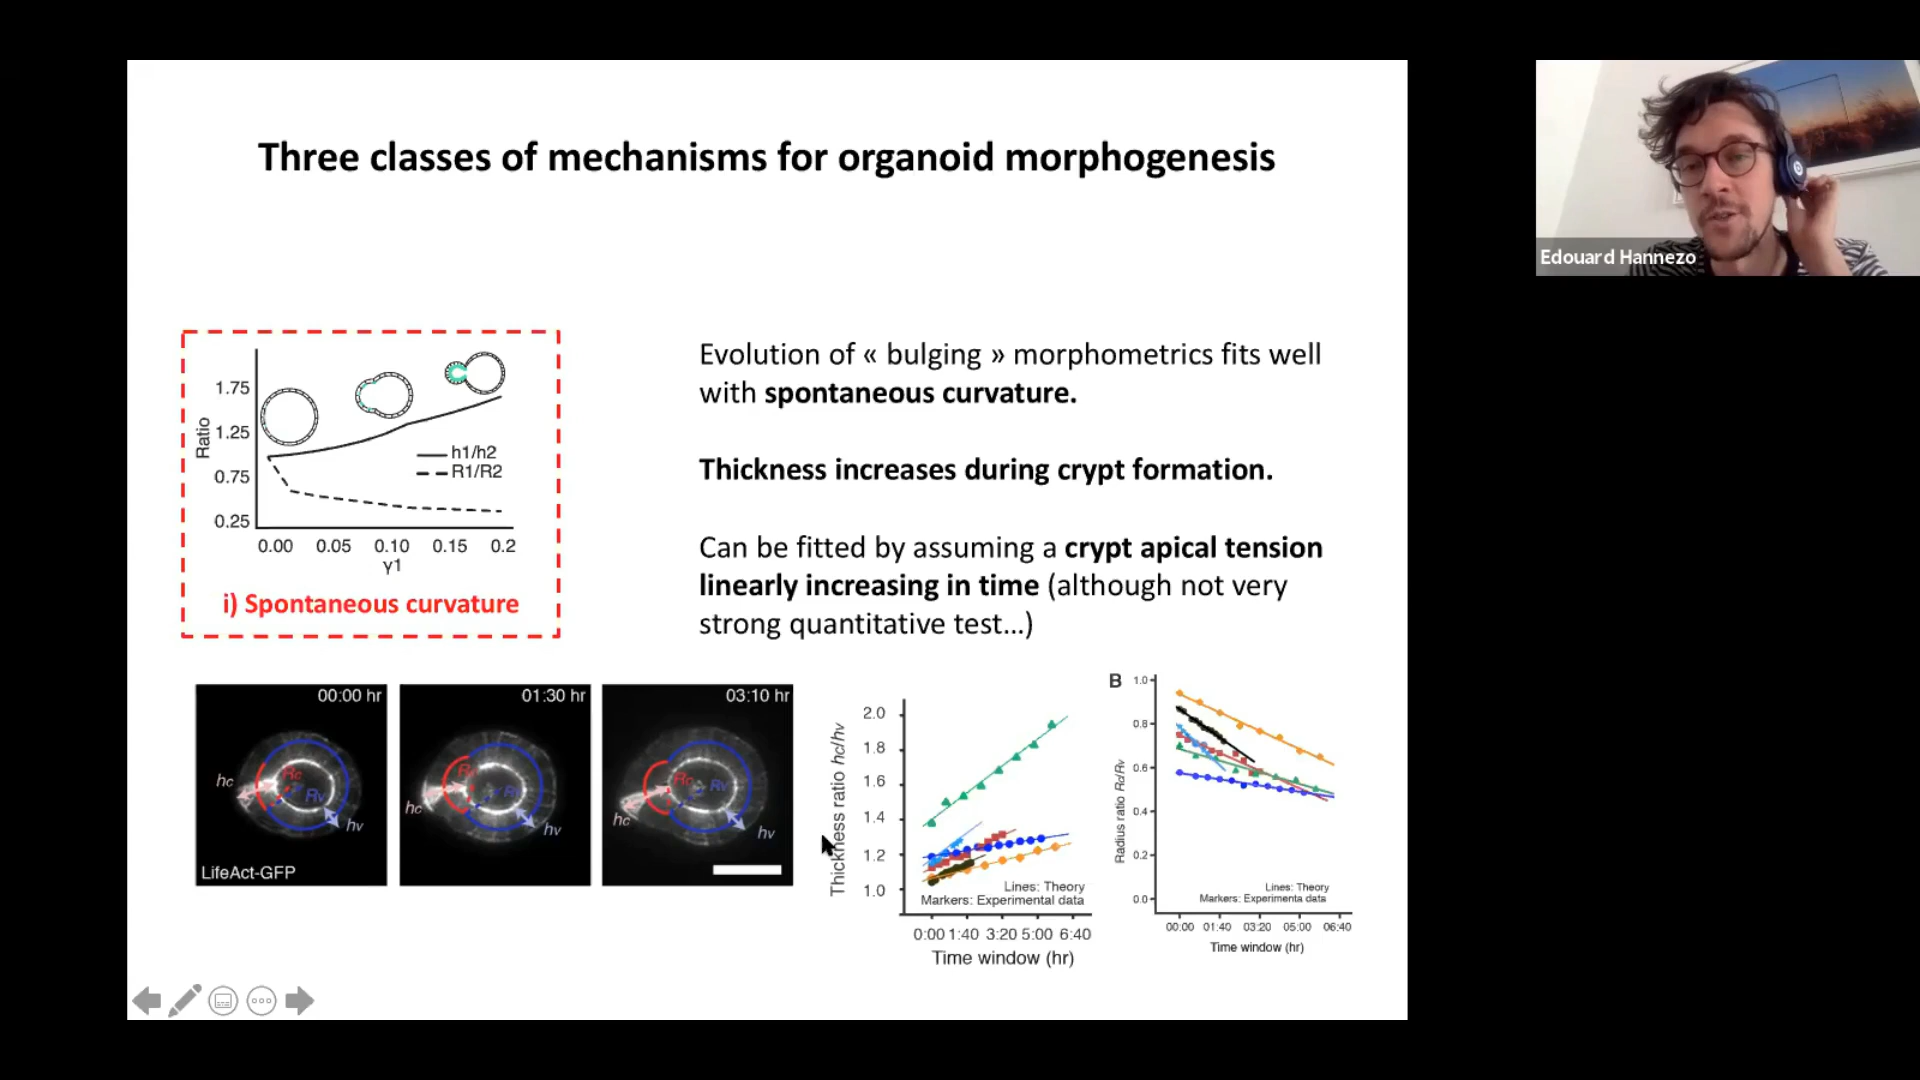 Three classes of mechanisms for organoid morphogenesis
Edouard Hannezo
Evolution of « bulging » morphometrics fits well
with spontaneous curvature.
Thickness increases during crypt formation.
Can be fitted by assuming a crypt apical tension
linearly increasing in time (although not very
strong quantitative test...)
Ratio
1.75
1.25
0.75
0.25
h1/h2
R1/R2
0.00 0.05 0.10 0.15 0.2
γ1
i) Spontaneous curvature
00:00 hr
hc
Rc
Rv
hv
LifeAct-GFP
01:30 hr
hc
hv
03:10 hr
hc
Rc
Rv
hv
Thickness ratio hc/hv
2.0
1.8
1.6
1.4
1.2
1.0
Lines: Theory
Markers: Experimental data
0:00 1:40 3:20 5:00 6:40
Time window (hr)
B
Radius ratio Rc/Rv
1.0
0.8
0.6
0.4
0.2
0.0
Lines: Theory
Markers: Experimenta data
00:00 01:40 03:20 05:00 06:40
Time window (hr)